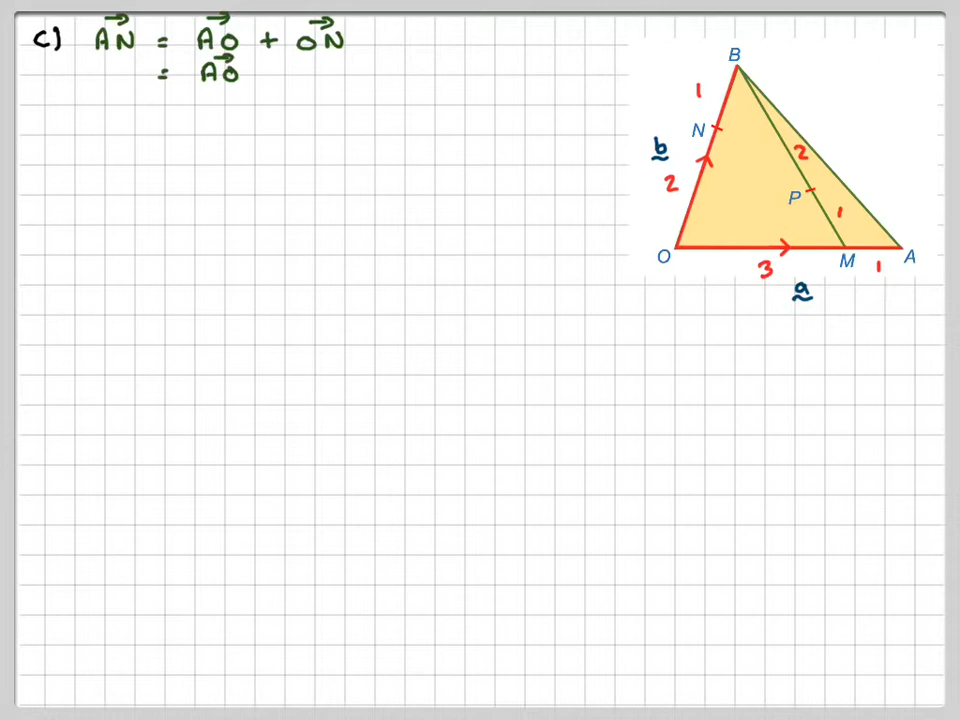 c) AN⃗ = AO⃗ + ON⃗
= AO⃗
B
1
N
b
2
2
P
1
O
M
A
3
1
a